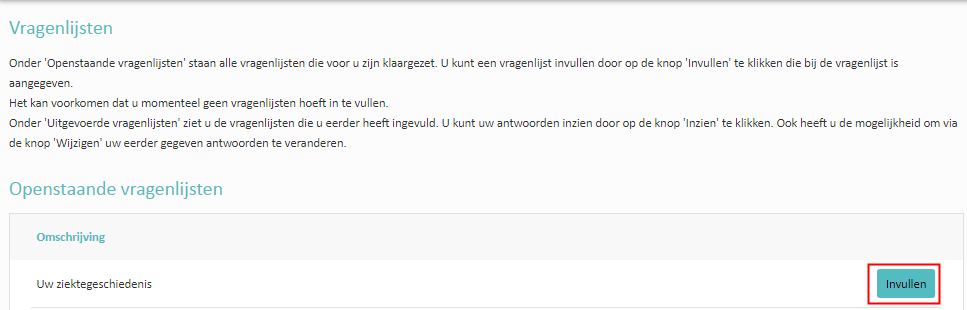 Vragenlijsten
Onder 'Openstaande vragenlijsten' staan alle vragenlijsten die voor u zijn klaargezet. U kunt een vragenlijst invullen door op de knop 'Invullen' te klikken die bij de vragenlijst is
aangegeven.
Het kan voorkomen dat u momenteel geen vragenlijsten hoeft in te vullen.
Onder 'Uitgevoerde vragenlijsten' ziet u de vragenlijsten die u eerder heeft ingevuld. U kunt uw antwoorden inzien door op de knop 'Inzien' te klikken. Ook heeft u de mogelijkheid om via
de knop 'Wijzigen' uw eerder gegeven antwoorden te veranderen.
Openstaande vragenlijsten
Omschrijving
Uw ziektegeschiedenis Invullen